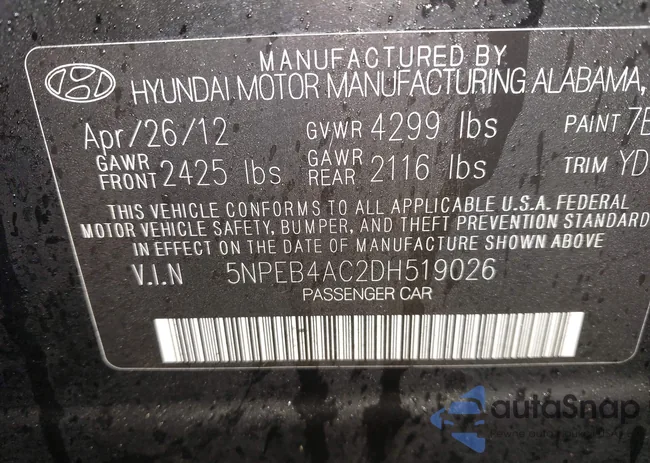 MANUFACTURED BY
HYUNDAI MOTOR MANUFACTURING ALABAMA,
Apr/26/12 GVWR 4299 lbs PAINT 7E
GAWR FRONT 2425 lbs GAWR REAR 2116 lbs TRIM YD
THIS VEHICLE CONFORMS TO ALL APPLICABLE U.S.A. FEDERAL
MOTOR VEHICLE SAFETY, BUMPER, AND THEFT PREVENTION STANDARD
IN EFFECT ON THE DATE OF MANUFACTURE SHOWN ABOVE
V.I.N 5NPEB4AC2DH519026
PASSENGER CAR
autoSnap